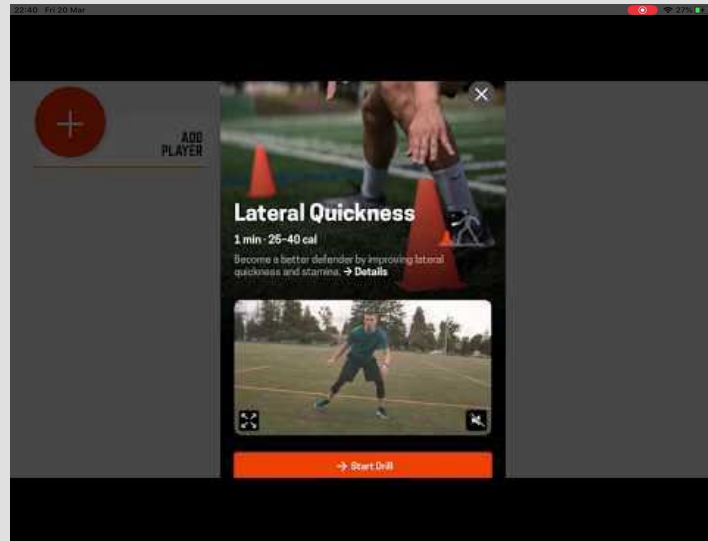 22:40 Fri 20 Mar
27%
ADD
PLAYER
Lateral Quickness
1 min · 25–40 cal
Become a better defender by improving lateral
quickness and stamina. → Details
→ Start Drill